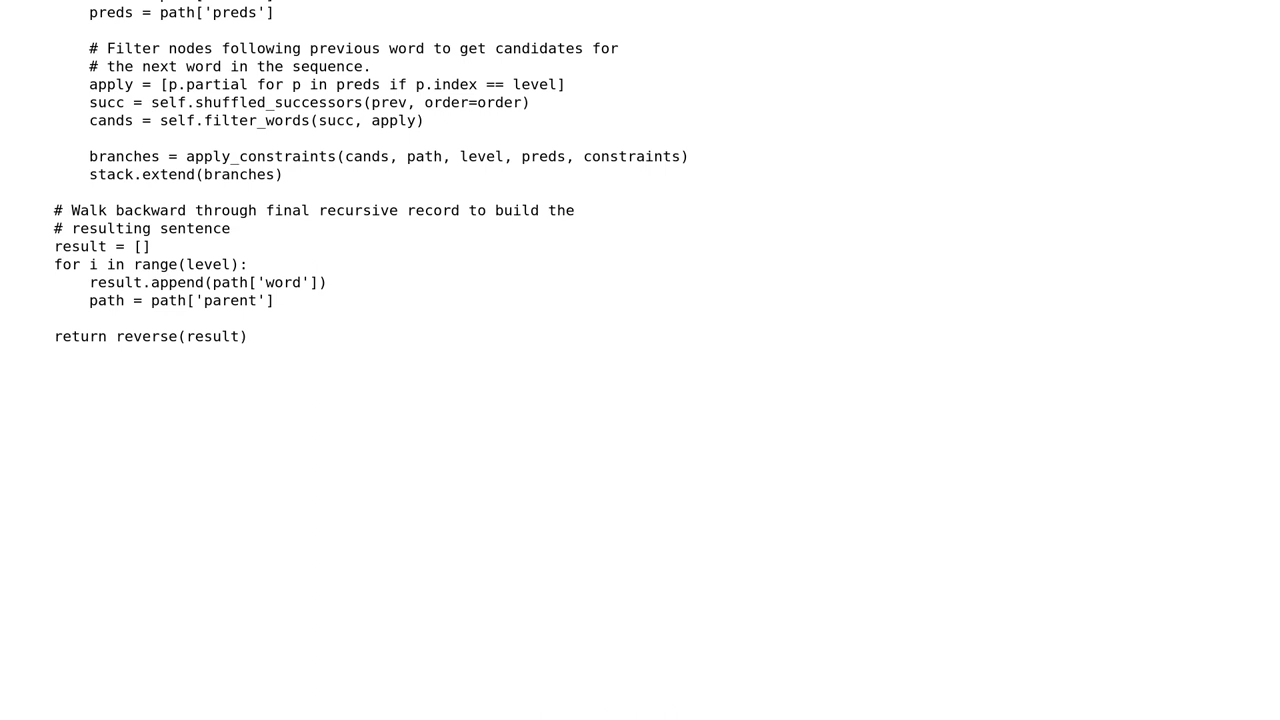 preds = path['preds']
# Filter nodes following previous word to get candidates for
# the next word in the sequence.
apply = [p.partial for p in preds if p.index == level]
succ = self.shuffled_successors(prev, order=order)
cands = self.filter_words(succ, apply)
branches = apply_constraints(cands, path, level, preds, constraints)
stack.extend(branches)
# Walk backward through final recursive record to build the
# resulting sentence
result = []
for i in range(level):
result.append(path['word'])
path = path['parent']
return reverse(result)